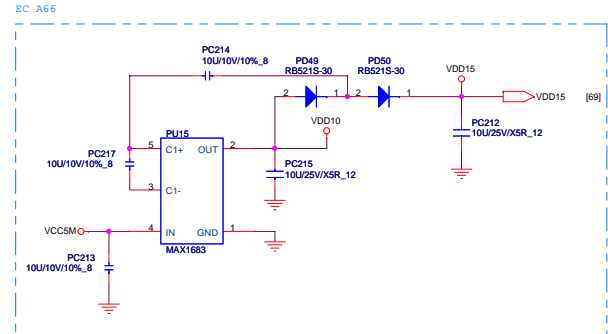 EC A66
PC214
10U/10V/10%_8
PD49
RB521S-30
PD50
RB521S-30
VDD15
2
1
2
1
VDD15
[69]
VDD10
PC212
10U/25V/X5R_12
PU15
PC217
10U/10V/10%_8
5
C1+
OUT
2
PC215
10U/25V/X5R_12
3
C1-
VCC5M
4
IN
GND
1
MAX1683
PC213
10U/10V/10%_8